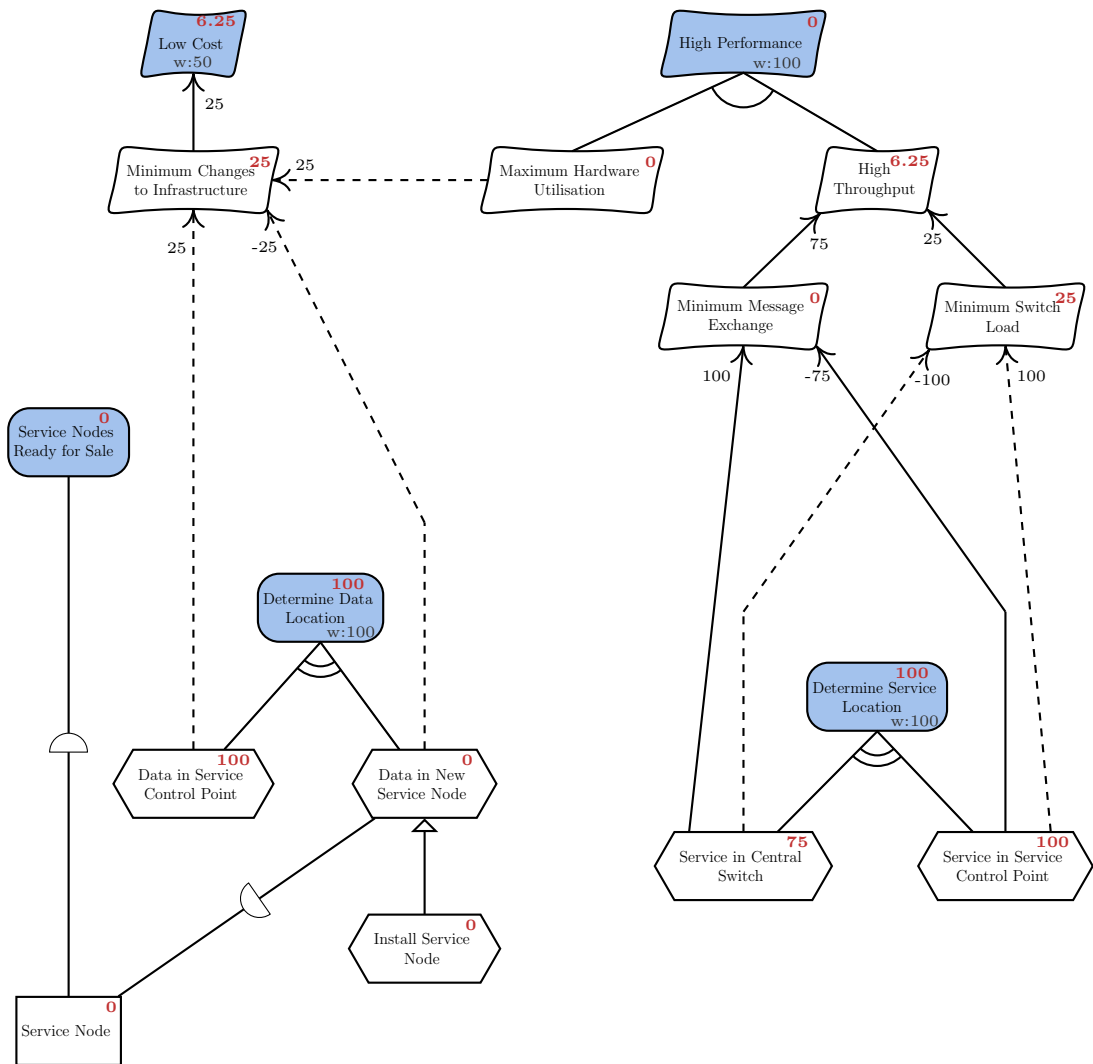 6.25
Low Cost
w:50
0
High Performance
w:100
25
25
Minimum Changes
to Infrastructure
25
0
Maximum Hardware
Utilisation
6.25
High
Throughput
25
-25
75
25
0
Minimum Message
Exchange
25
Minimum Switch
Load
100
-75
-100
100
0
Service Nodes
Ready for Sale
100
Determine Data
Location
w:100
100
Determine Service
Location
w:100
100
Data in Service
Control Point
0
Data in New
Service Node
75
Service in Central
Switch
100
Service in Service
Control Point
0
Install Service
Node
0
Service Node